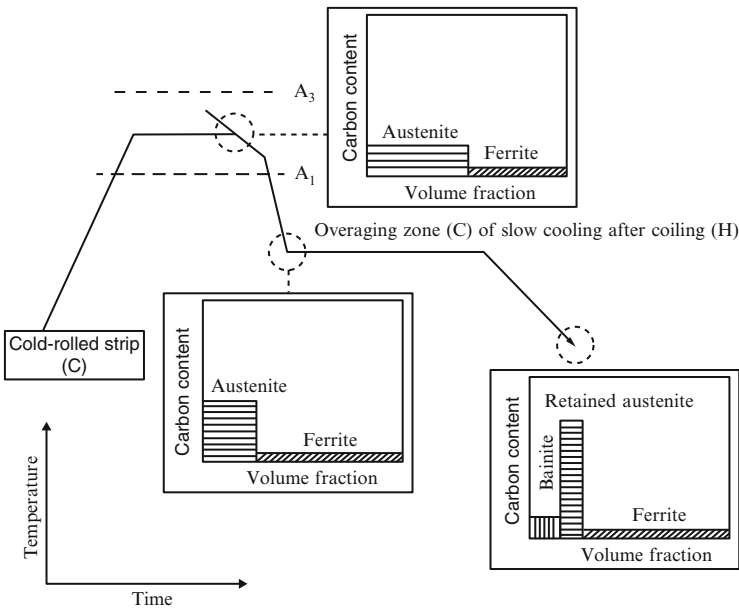 A3
Carbon content
Austenite
Ferrite
Volume fraction
A1
Overaging zone (C) of slow cooling after coiling (H)
Cold-rolled strip
(C)
Carbon content
Austenite
Ferrite
Volume fraction
Carbon content
Retained austenite
Bainite
Ferrite
Volume fraction
Temperature
Time